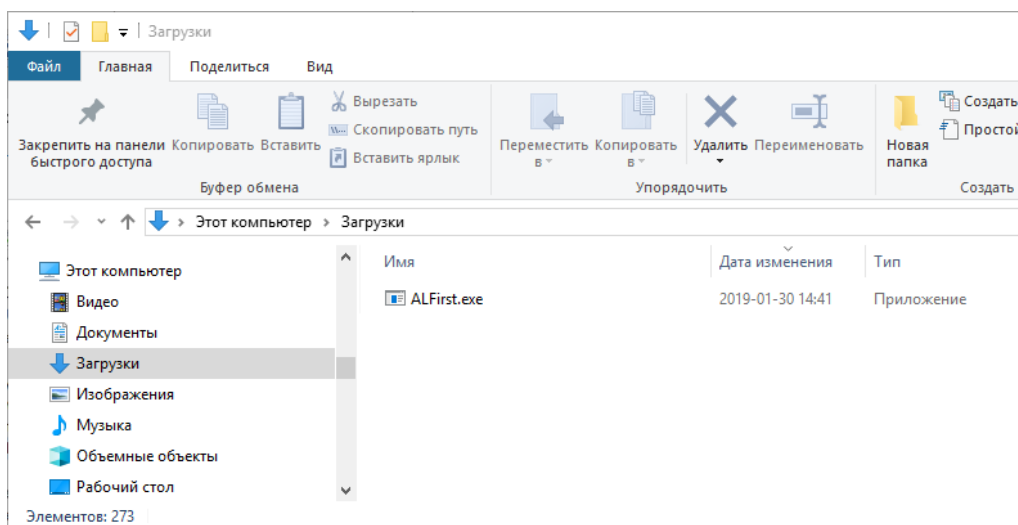 Загрузки
Файл Главная Поделиться Вид
Закрепить на панели быстрого доступа
Копировать
Вставить
Вырезать
Скопировать путь
Вставить ярлык
Буфер обмена
Переместить в
Копировать в
Удалить
Переименовать
Упорядочить
Новая папка
Создать
Простой
Создать
Этот компьютер › Загрузки
Этот компьютер
Видео
Документы
Загрузки
Изображения
Музыка
Объемные объекты
Рабочий стол
Имя Дата изменения Тип
ALFirst.exe 2019-01-30 14:41 Приложение
Элементов: 273